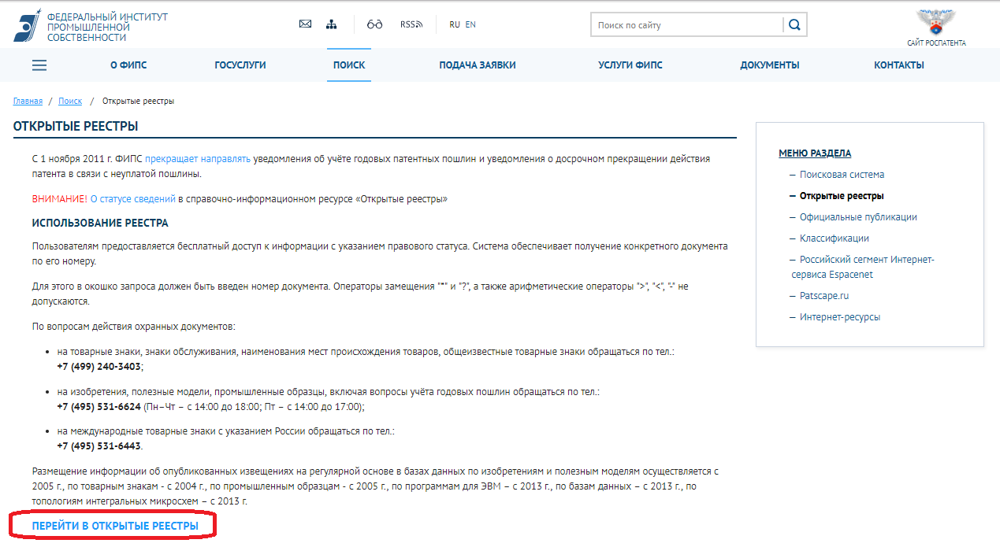 ФЕДЕРАЛЬНЫЙ ИНСТИТУТ
ПРОМЫШЛЕННОЙ
СОБСТВЕННОСТИ
RSS
RU EN
Поиск по сайту
САЙТ РОСПАТЕНТА
О ФИПС
ГОСУСЛУГИ
ПОИСК
ПОДАЧА ЗАЯВКИ
УСЛУГИ ФИПС
ДОКУМЕНТЫ
КОНТАКТЫ
Главная / Поиск / Открытые реестры
ОТКРЫТЫЕ РЕЕСТРЫ
С 1 ноября 2011 г. ФИПС прекращает направлять уведомления об учёте годовых патентных пошлин и уведомления о досрочном прекращении действия
патента в связи с неуплатой пошлины.
ВНИМАНИЕ! О статусе сведений в справочно-информационном ресурсе «Открытые реестры»
ИСПОЛЬЗОВАНИЕ РЕЕСТРА
Пользователям предоставляется бесплатный доступ к информации с указанием правового статуса. Система обеспечивает получение конкретного документа
по его номеру.
Для этого в окошко запроса должен быть введен номер документа. Операторы замещения "*" и "?", а также арифметические операторы ">", "<", "-" не
допускаются.
По вопросам действия охранных документов:
• на товарные знаки, знаки обслуживания, наименования мест происхождения товаров, общеизвестные товарные знаки обращаться по тел.:
+7 (499) 240-3403;
• на изобретения, полезные модели, промышленные образцы, включая вопросы учёта годовых пошлин обращаться по тел.:
+7 (495) 531-6624 (Пн–Чт – с 14:00 до 18:00; Пт – с 14:00 до 17:00);
• на международные товарные знаки с указанием России обращаться по тел.:
+7 (495) 531-6443.
Размещение информации об опубликованных извещениях на регулярной основе в базах данных по изобретениям и полезным моделям осуществляется с
2005 г., по товарным знакам - с 2004 г., по промышленным образцам - с 2005 г., по программам для ЭВМ – с 2013 г., по базам данных – с 2013 г., по
топологиям интегральных микросхем – с 2013 г.
ПЕРЕЙТИ В ОТКРЫТЫЕ РЕЕСТРЫ
МЕНЮ РАЗДЕЛА
– Поисковая система
– Открытые реестры
– Официальные публикации
– Классификации
– Российский сегмент Интернет-
сервиса Espacenet
– Patscape.ru
– Интернет-ресурсы